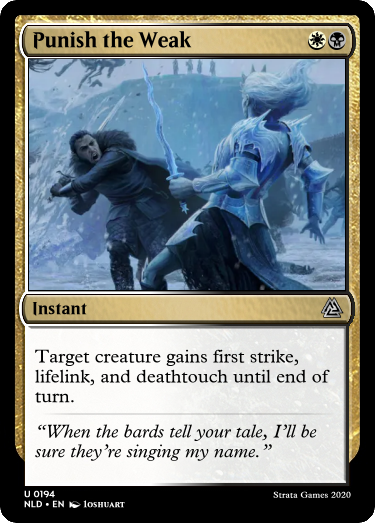 Punish the Weak
Instant
Target creature gains first strike,
lifelink, and deathtouch until end of
turn.
“When the bards tell your tale, I’ll be
sure they’re singing my name.”
U 0194
NLD • EN IOSHUART
Strata Games 2020